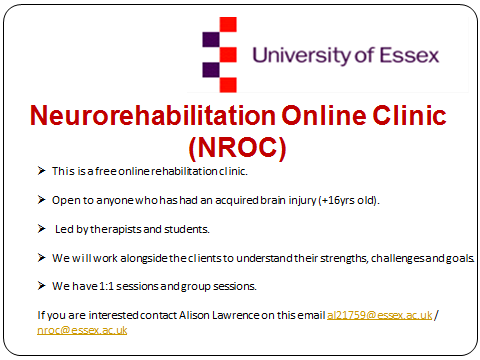 University of Essex
Neurorehabilitation Online Clinic
(NROC)
This is a free online rehabilitation clinic.
Open to anyone who has had an acquired brain injury (+16yrs old).
Led by therapists and students.
We will work alongside the clients to understand their strengths, challenges and goals.
We have 1:1 sessions and group sessions.
If you are interested contact Alison Lawrence on this email al21759@essex.ac.uk /
nroc@essex.ac.uk